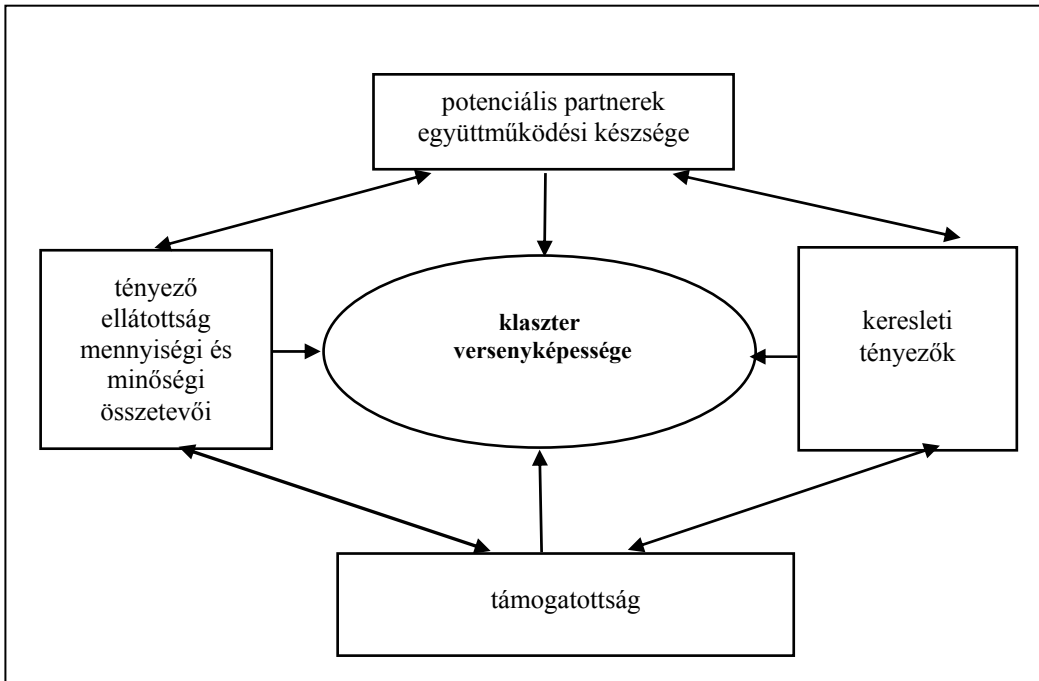 potenciális partnerek
együttműködési készsége
tényező
ellátottság
mennyiségi és
minőségi
összetevői
klaszter
versenyképessége
keresleti
tényezők
támogatottság